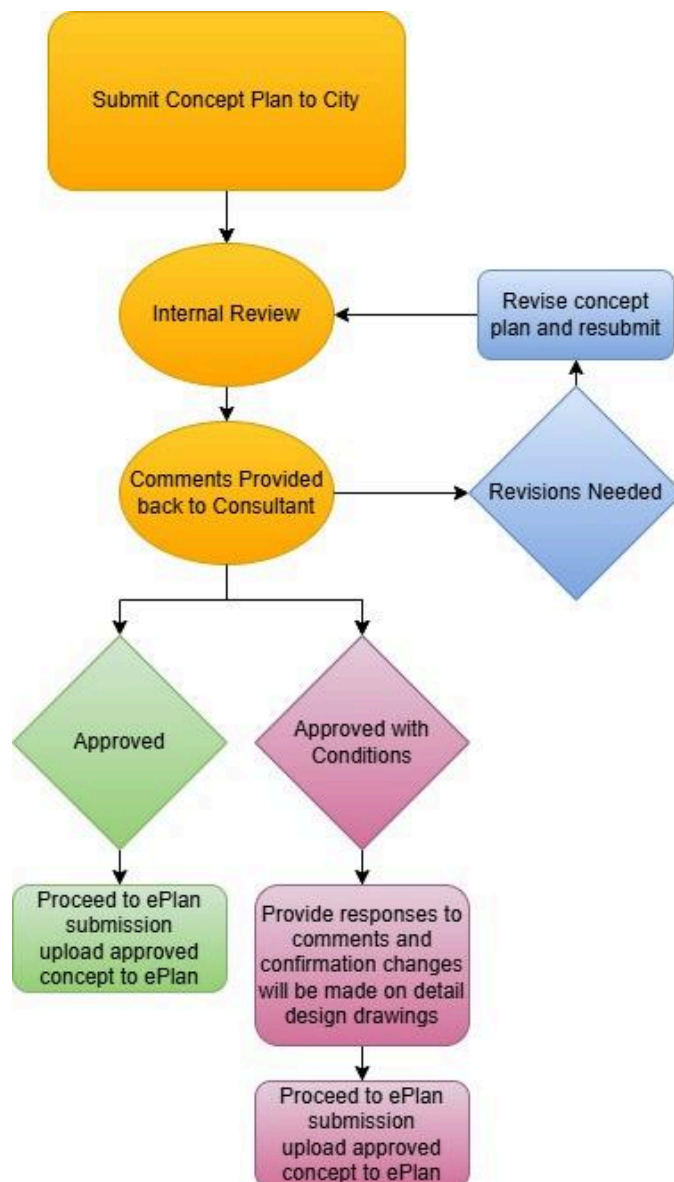 Submit Concept Plan to City
Internal Review
Revise concept
plan and resubmit
Comments Provided
back to Consultant
Revisions Needed
Approved
Approved with
Conditions
Proceed to ePlan
submission
upload approved
concept to ePlan
Provide responses to
comments and
confirmation changes
will be made on detail
design drawings
Proceed to ePlan
submission
upload approved
concept to ePlan